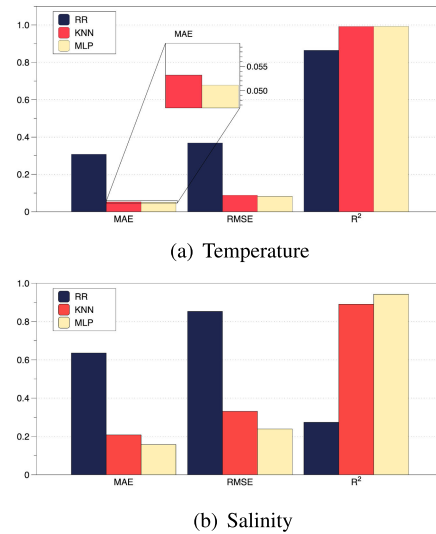 1.0
0.8
0.6
0.4
0.2
0
RR
KNN
MLP
MAE
0.055
0.050
MAE
RMSE
R²
(a) Temperature
1.0
0.8
0.6
0.4
0.2
0
RR
KNN
MLP
MAE
RMSE
R²
(b) Salinity